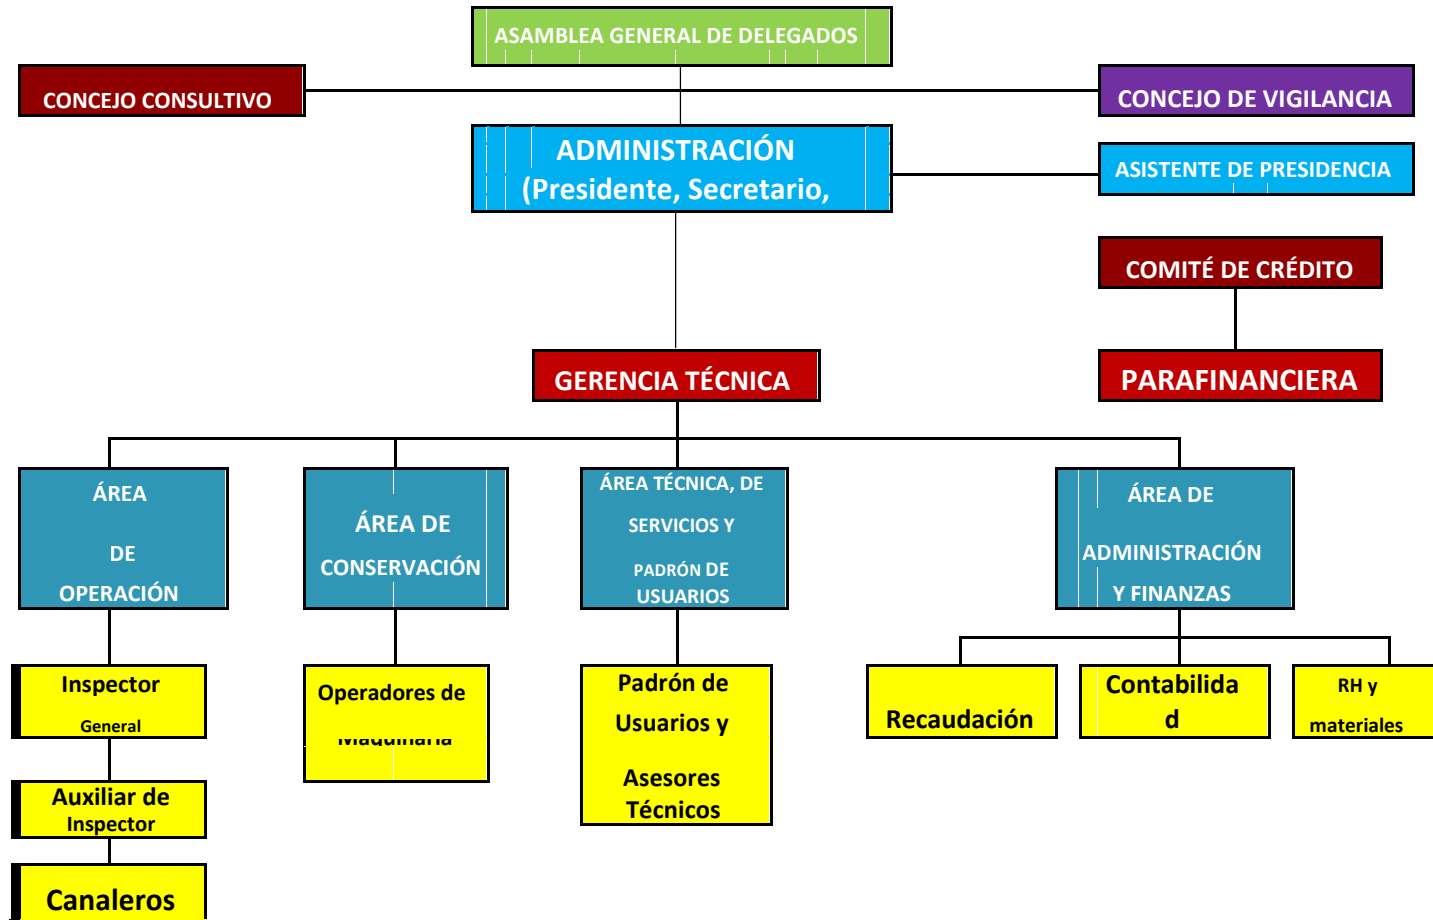 ASAMBLEA GENERAL DE DELEGADOS
CONCEJO CONSULTIVO
CONCEJO DE VIGILANCIA
ADMINISTRACIÓN
(Presidente, Secretario,
ASISTENTE DE PRESIDENCIA
COMITÉ DE CRÉDITO
GERENCIA TÉCNICA
PARAFINANCIERA
ÁREA
DE
OPERACIÓN
ÁREA DE
CONSERVACIÓN
ÁREA TÉCNICA, DE
SERVICIOS Y
PADRÓN DE
USUARIOS
ÁREA DE
ADMINISTRACIÓN
Y FINANZAS
Inspector
General
Operadores de
Maquinaria
Padrón de
Usuarios y
Asesores
Técnicos
Recaudación
Contabilida
d
RH y
materiales
Auxiliar de
Inspector
Canaleros